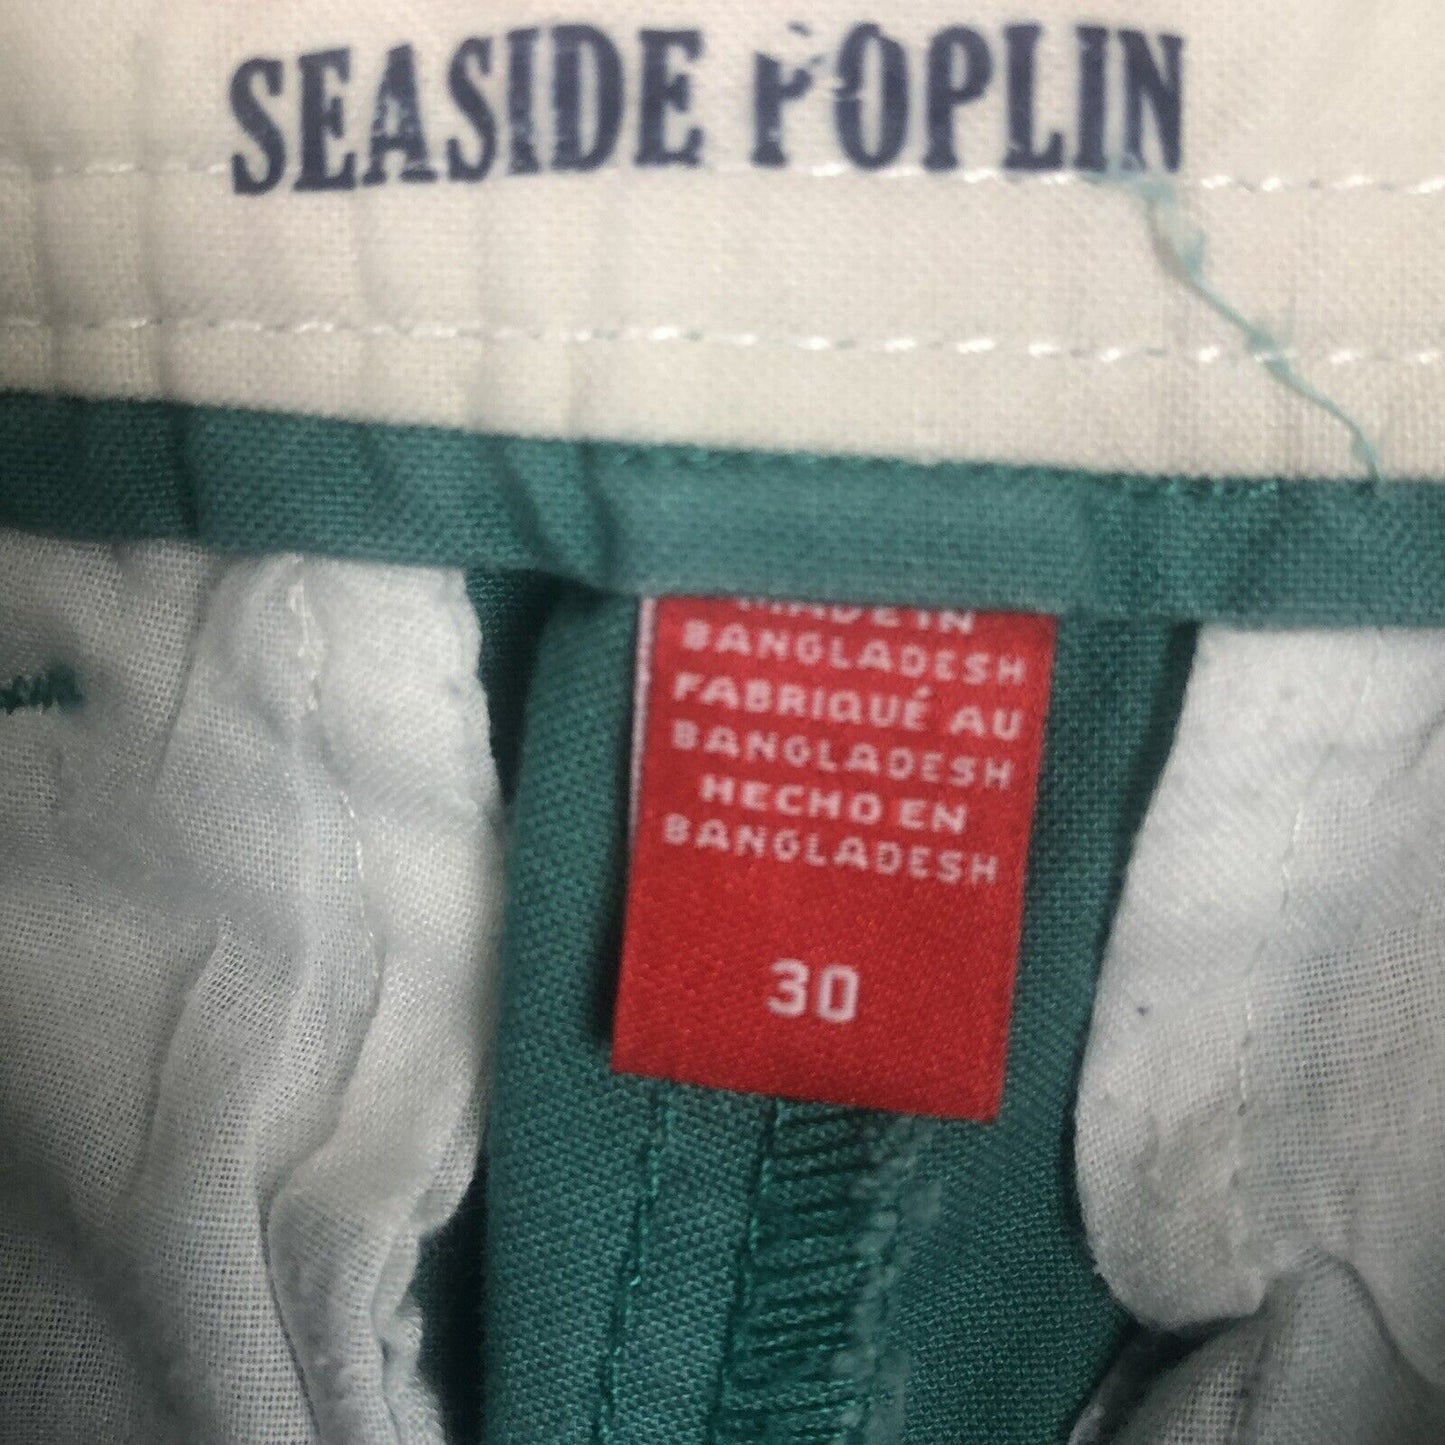 SEASIDE POPLIN
MADE IN
BANGLADESH
FABRIQUÉ AU
BANGLADESH
HECHO EN
BANGLADESH
30